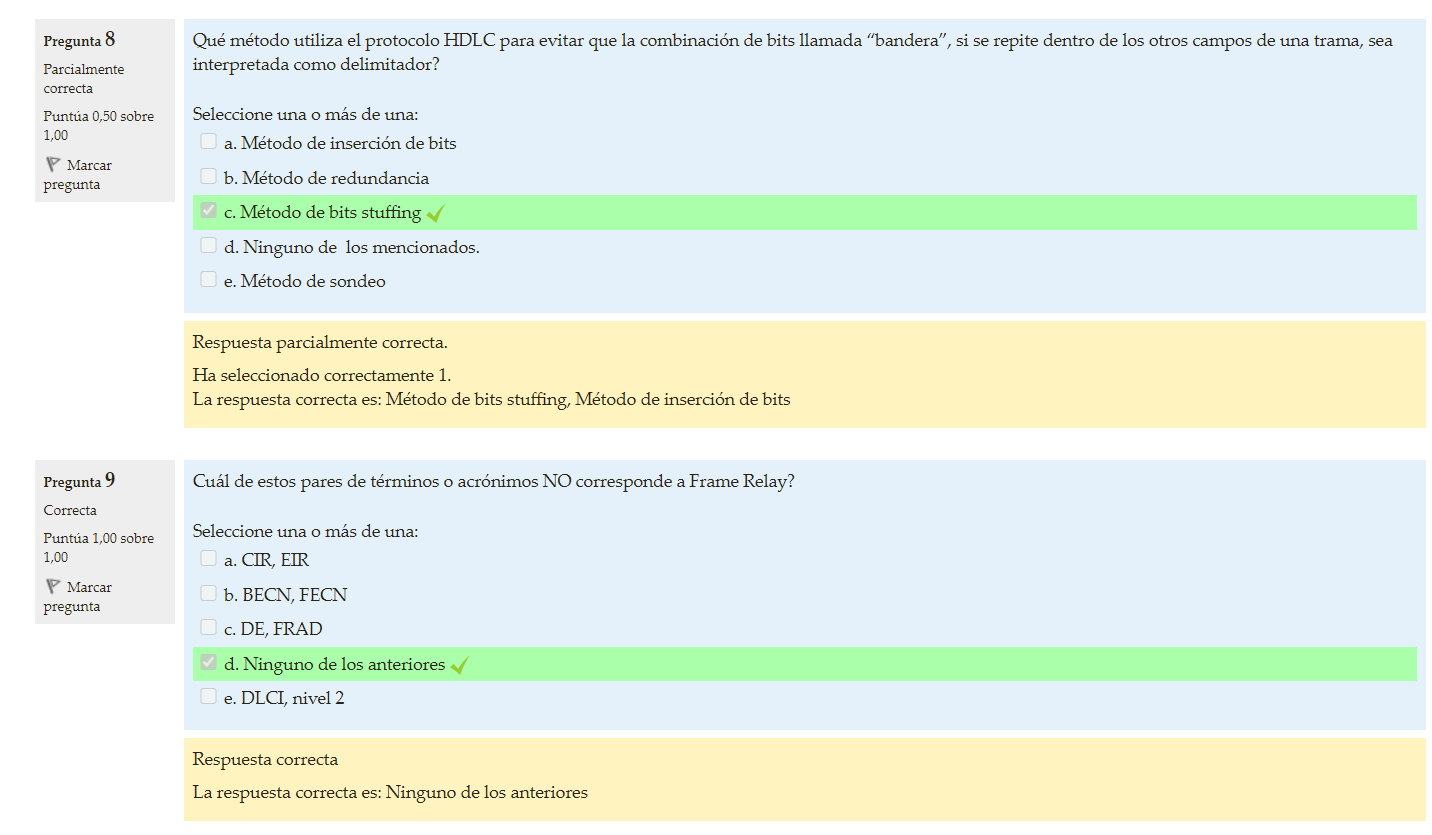 Pregunta 8
Parcialmente
correcta
Puntúa 0,50 sobre
1,00
Marcar
pregunta
Qué método utiliza el protocolo HDLC para evitar que la combinación de bits llamada “bandera”, si se repite dentro de los otros campos de una trama, sea
interpretada como delimitador?
Seleccione una o más de una:
a. Método de inserción de bits
b. Método de redundancia
c. Método de bits stuffing
d. Ninguno de los mencionados.
e. Método de sondeo
Respuesta parcialmente correcta.
Ha seleccionado correctamente 1.
La respuesta correcta es: Método de bits stuffing, Método de inserción de bits
Pregunta 9
Correcta
Puntúa 1,00 sobre
1,00
Marcar
pregunta
Cuál de estos pares de términos o acrónimos NO corresponde a Frame Relay?
Seleccione una o más de una:
a. CIR, EIR
b. BECN, FECN
c. DE, FRAD
d. Ninguno de los anteriores
e. DLCI, nivel 2
Respuesta correcta
La respuesta correcta es: Ninguno de los anteriores